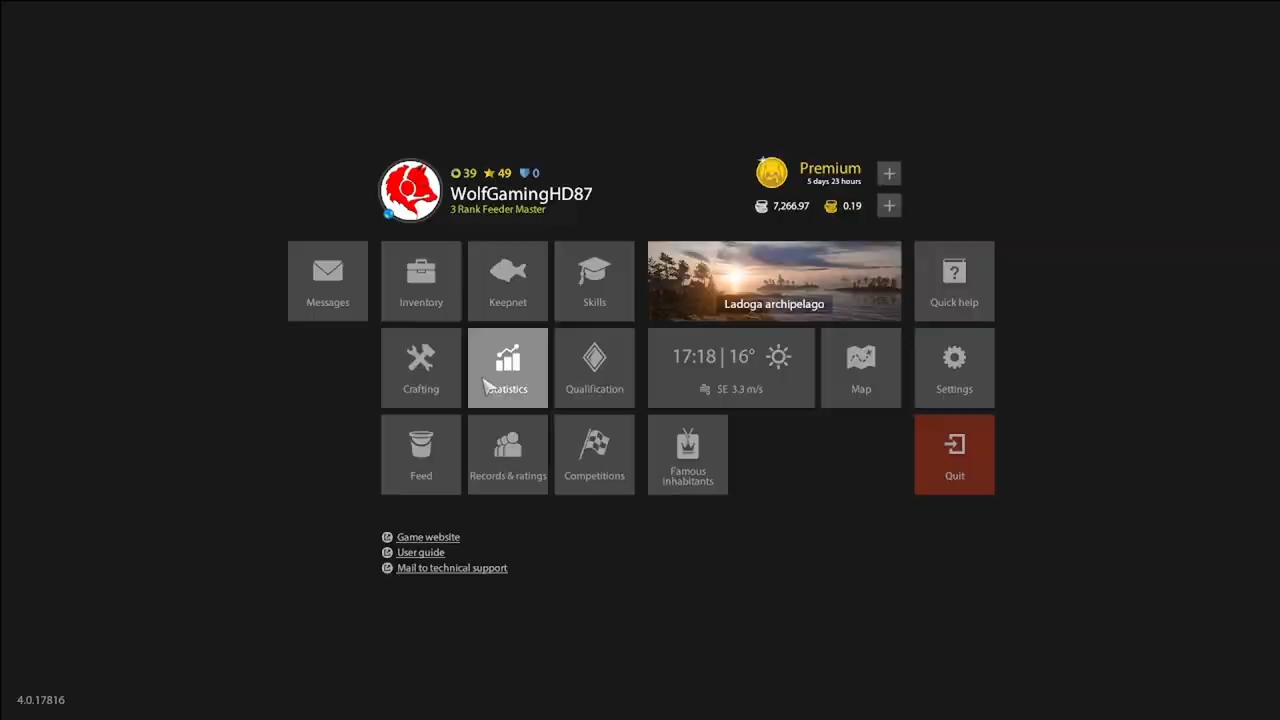 39 49 0
WolfGamingHD87
3 Rank Feeder Master
Premium
5 days 23 hours
7,266.97 0.19
Messages
Inventory
Keepnet
Skills
Ladoga archipelago
Quick help
Crafting
Statistics
Qualification
17:18 | 16°
SE 3.3 m/s
Map
Settings
Feed
Records & ratings
Competitions
Famous
inhabitants
Quit
Game website
User guide
Mail to technical support
4.0.17816